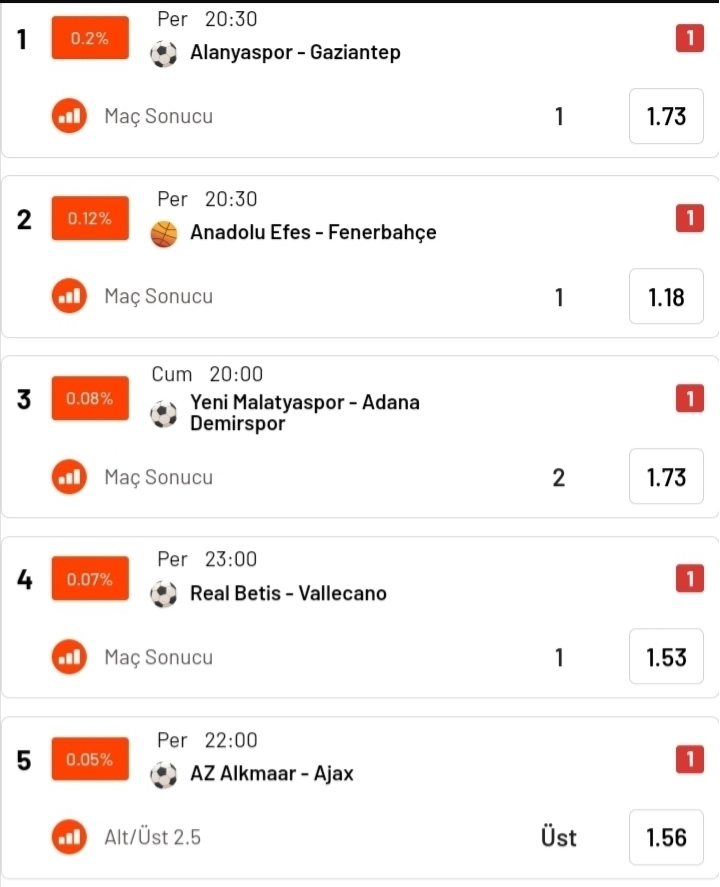 Per 20:30
1 0.2% Alanyaspor - Gaziantep 1
Maç Sonucu 1 1.73
Per 20:30
2 0.12% Anadolu Efes - Fenerbahçe 1
Maç Sonucu 1 1.18
Cum 20:00
3 0.08% Yeni Malatyaspor - Adana 1
Demirspor
Maç Sonucu 2 1.73
Per 23:00
4 0.07% Real Betis - Vallecano 1
Maç Sonucu 1 1.53
Per 22:00
5 0.05% AZ Alkmaar - Ajax 1
Alt/Üst 2.5 Üst 1.56